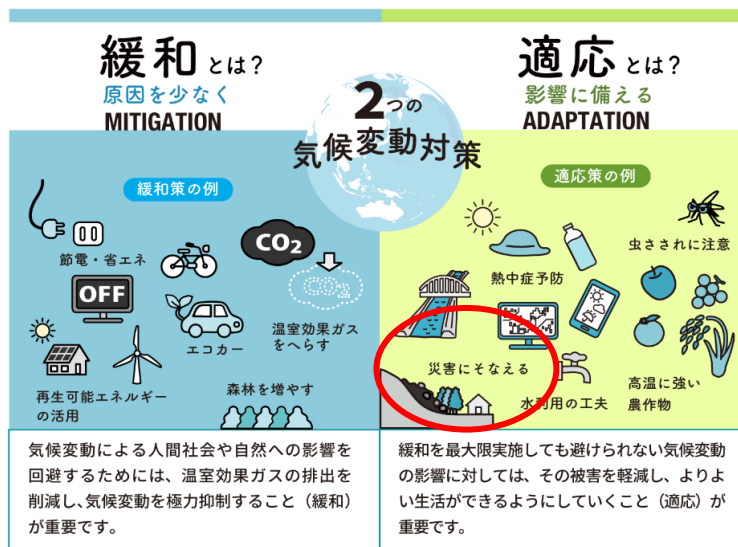 緩和とは?
原因を少なく
MITIGATION
2つの
気候変動対策
適応とは?
影響に備える
ADAPTATION
緩和策の例
節電・省エネ
OFF
CO2
温室効果ガス
をへらす
エコカー
再生可能エネルギー
の活用
森林を増やす
適応策の例
虫さされに注意
熱中症予防
災害にそなえる
水利用の工夫
高温に強い
農作物
気候変動による人間社会や自然への影響を
回避するためには、温室効果ガスの排出を
削減し、気候変動を極力抑制すること(緩和)
が重要です。
緩和を最大限実施しても避けられない気候変動
の影響に対しては、その被害を軽減し、よりよ
い生活ができるようにしていくこと(適応)が
重要です。